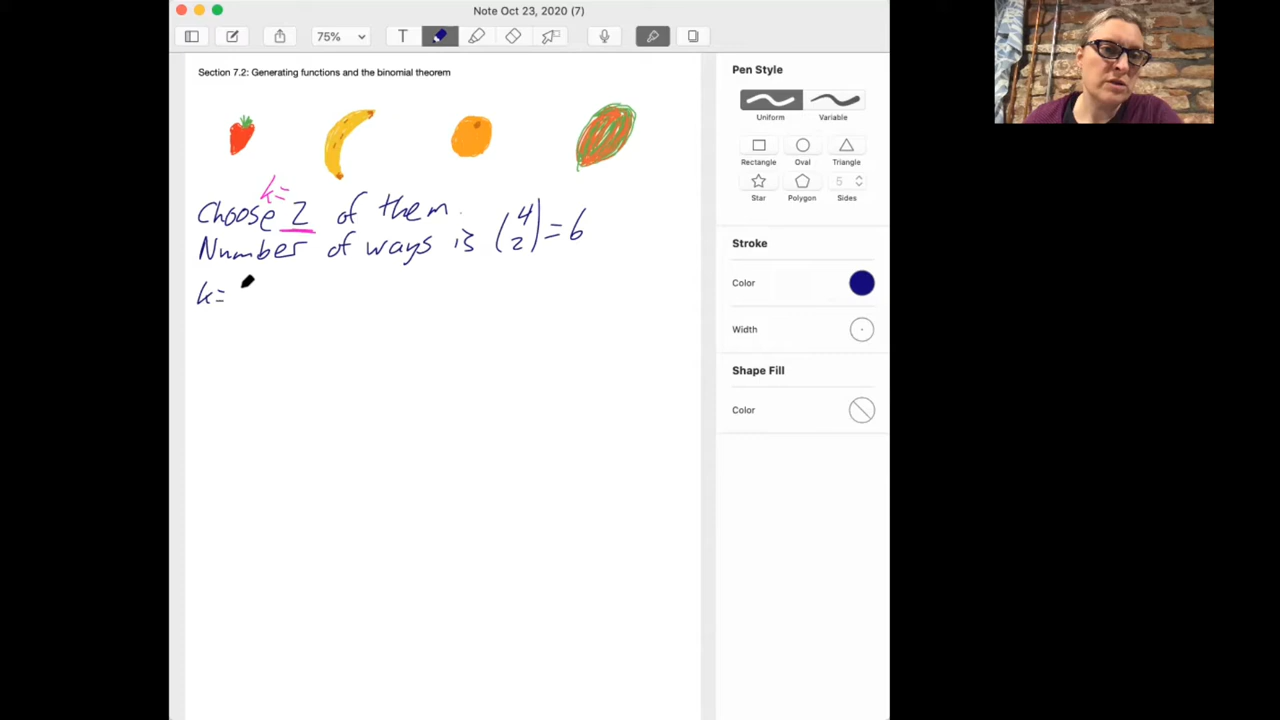 Note Oct 23, 2020 (7)
75%
T
Section 7.2: Generating functions and the binomial theorem
k=
Choose 2 of them.
Number of ways is (4 2) = 6
k=
Pen Style
Uniform
Variable
Rectangle
Oval
Triangle
Star
Polygon
5
Sides
Stroke
Color
Width
Shape Fill
Color